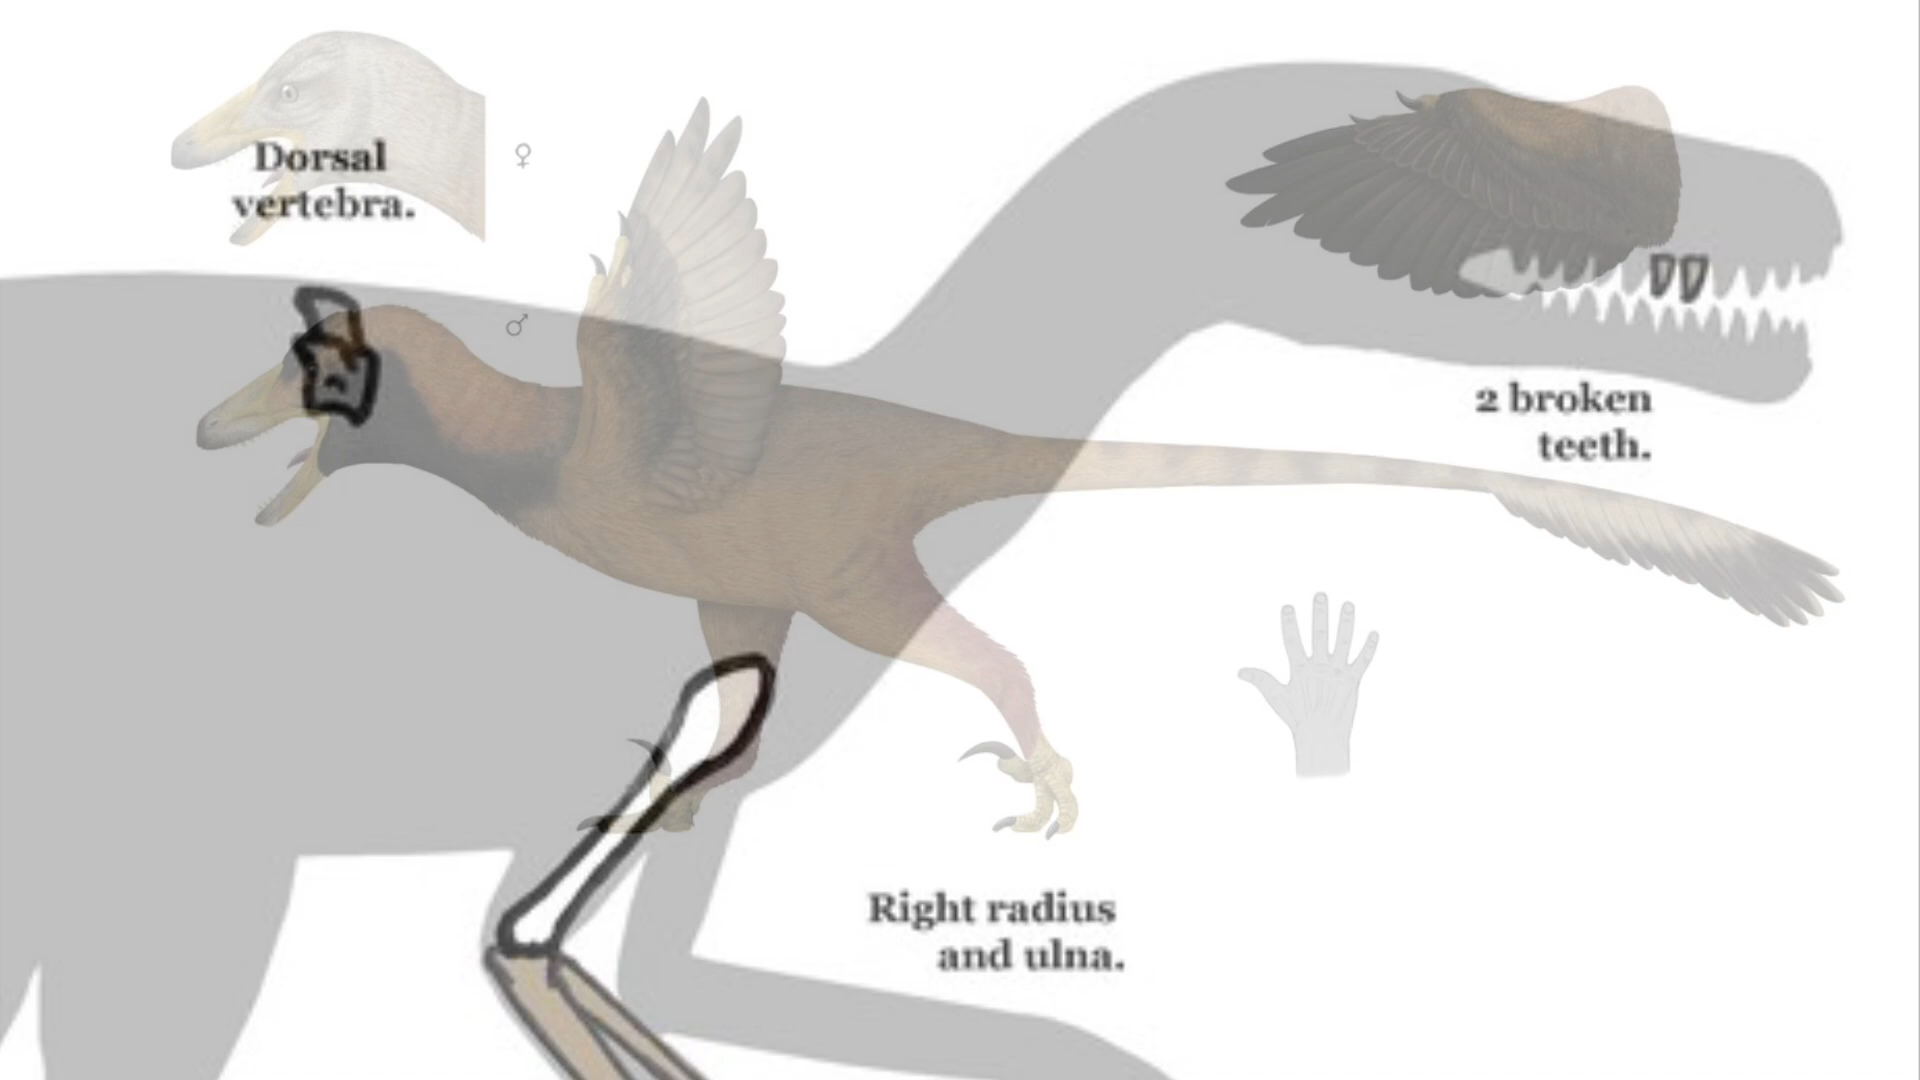 Dorsal
vertebra.
♀
♂
2 broken
teeth.
Right radius
and ulna.